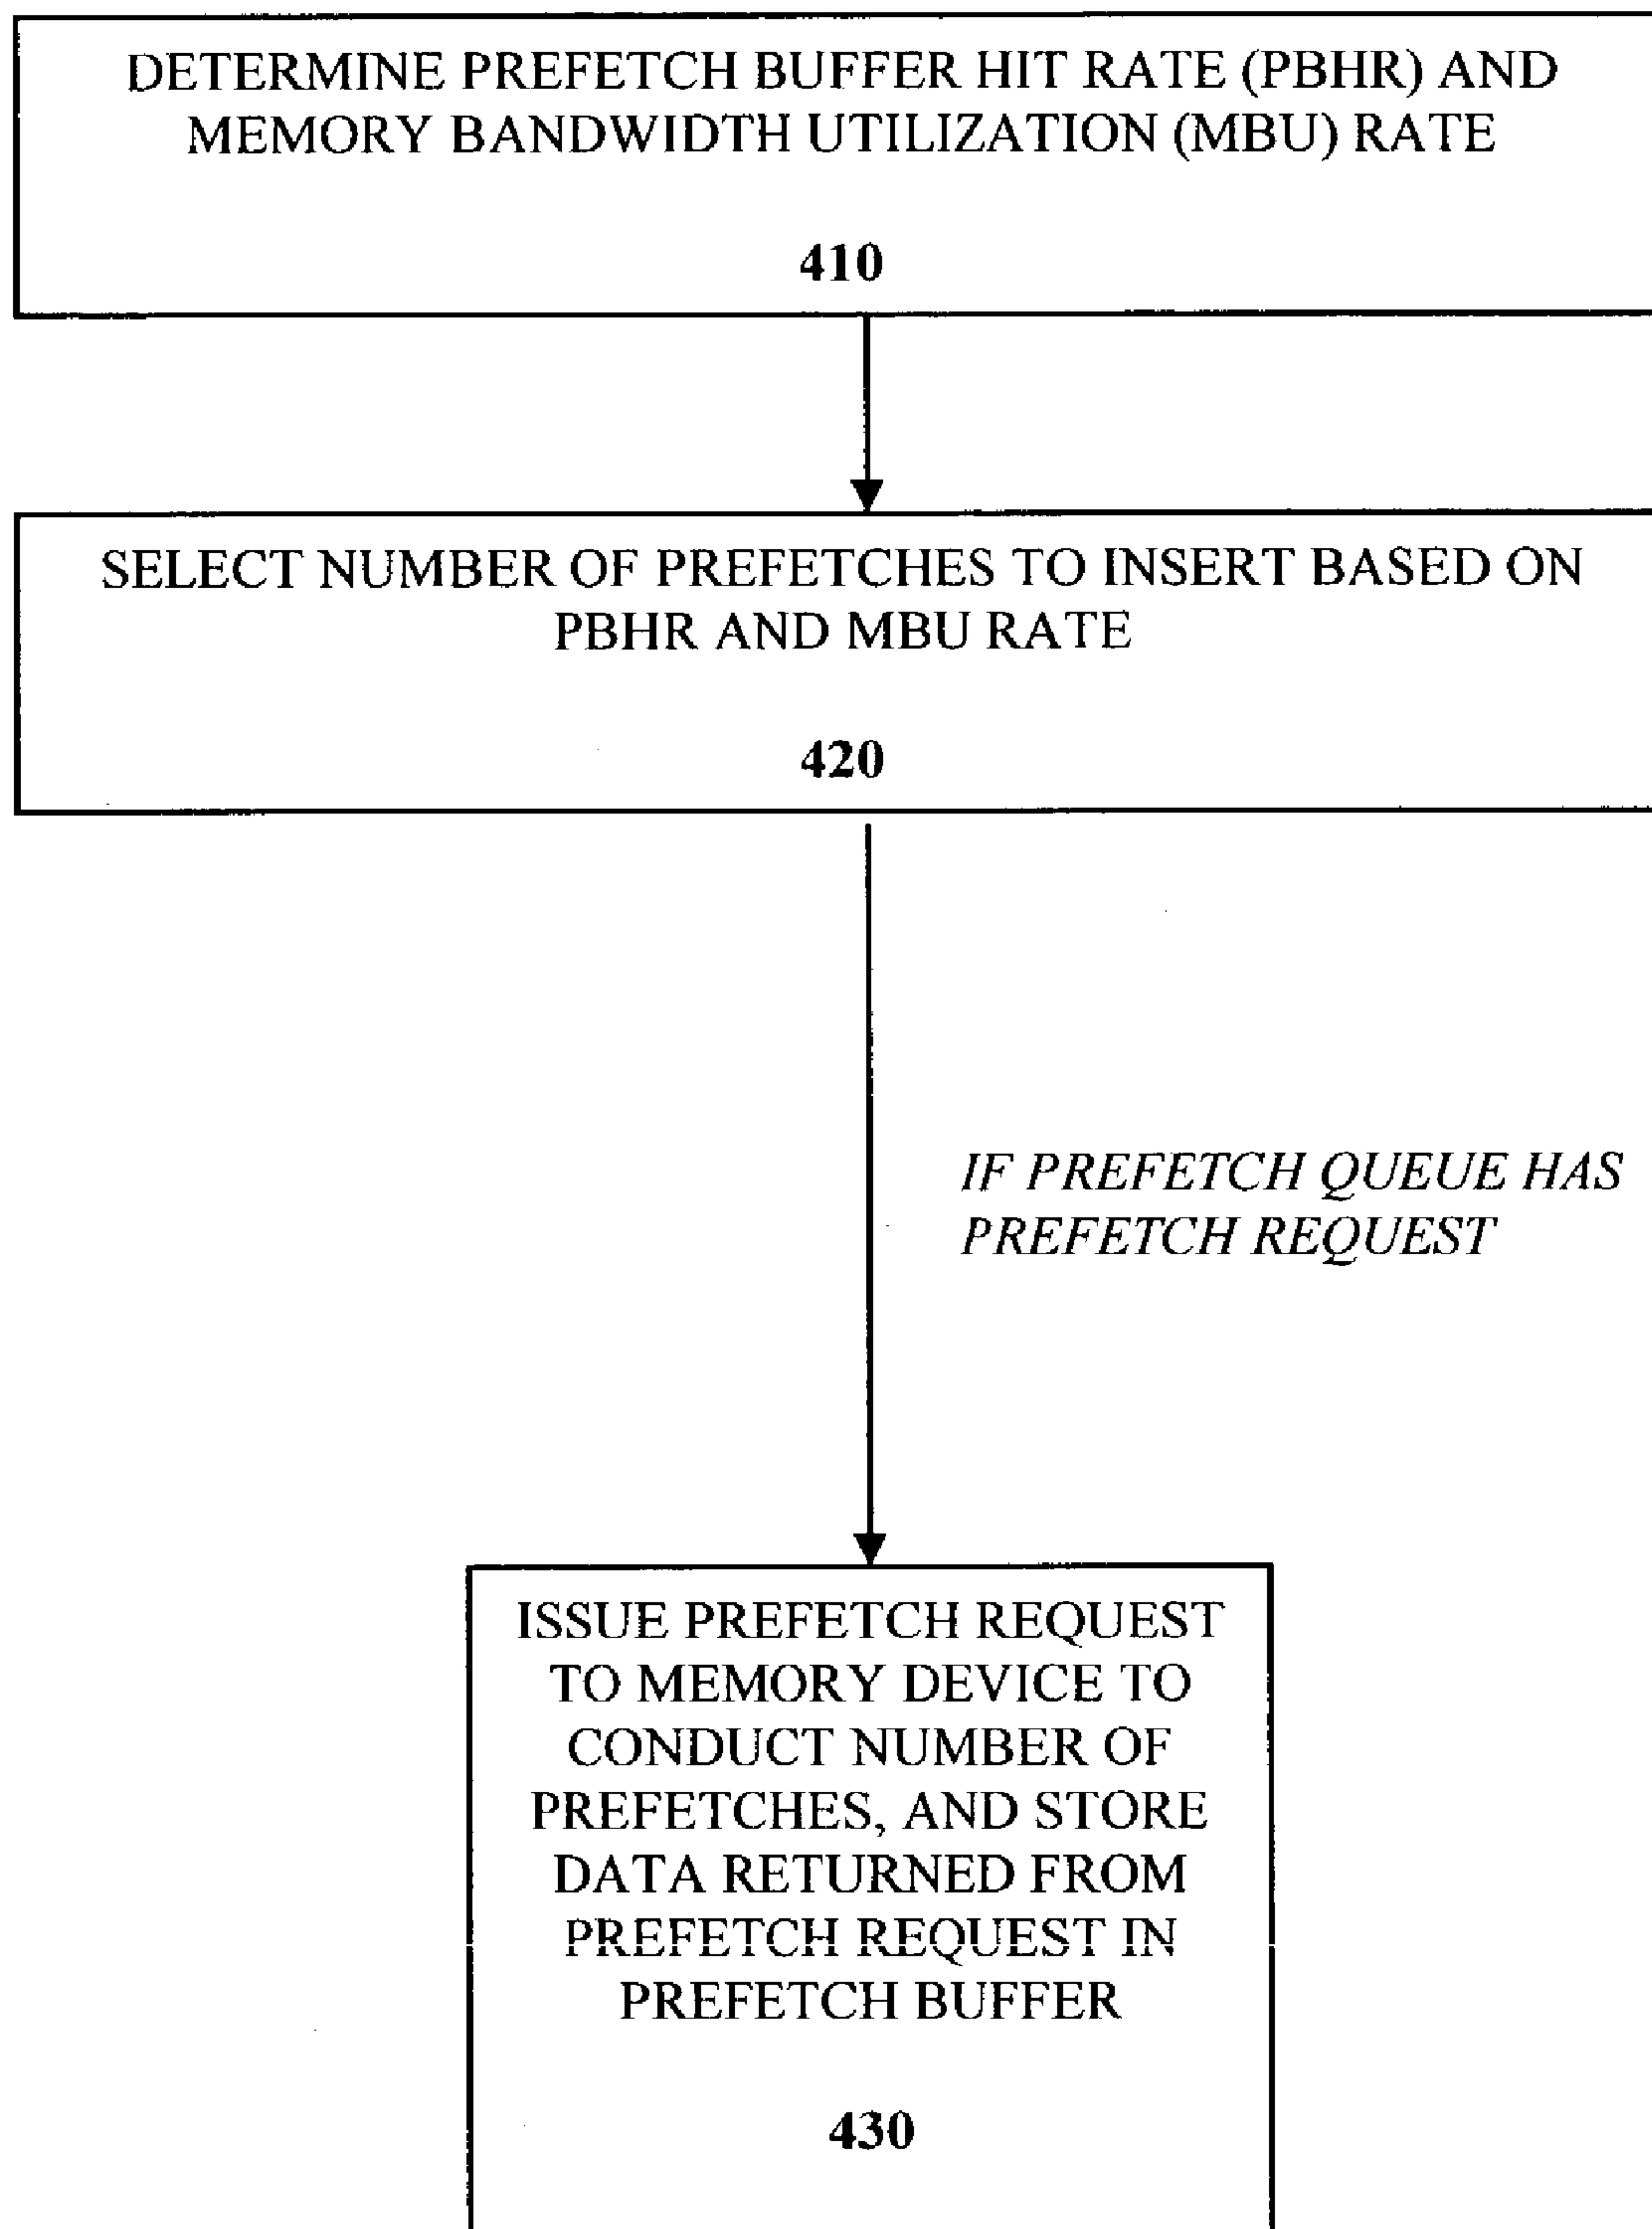 DETERMINE PREFETCH BUFFER HIT RATE (PBHR) AND
MEMORY BANDWIDTH UTILIZATION (MBU) RATE
410
SELECT NUMBER OF PREFETCHES TO INSERT BASED ON
PBHR AND MBU RATE
420
IF PREFETCH QUEUE HAS
PREFETCH REQUEST
ISSUE PREFETCH REQUEST
TO MEMORY DEVICE TO
CONDUCT NUMBER OF
PREFETCHES, AND STORE
DATA RETURNED FROM
PREFETCH REQUEST IN
PREFETCH BUFFER
430